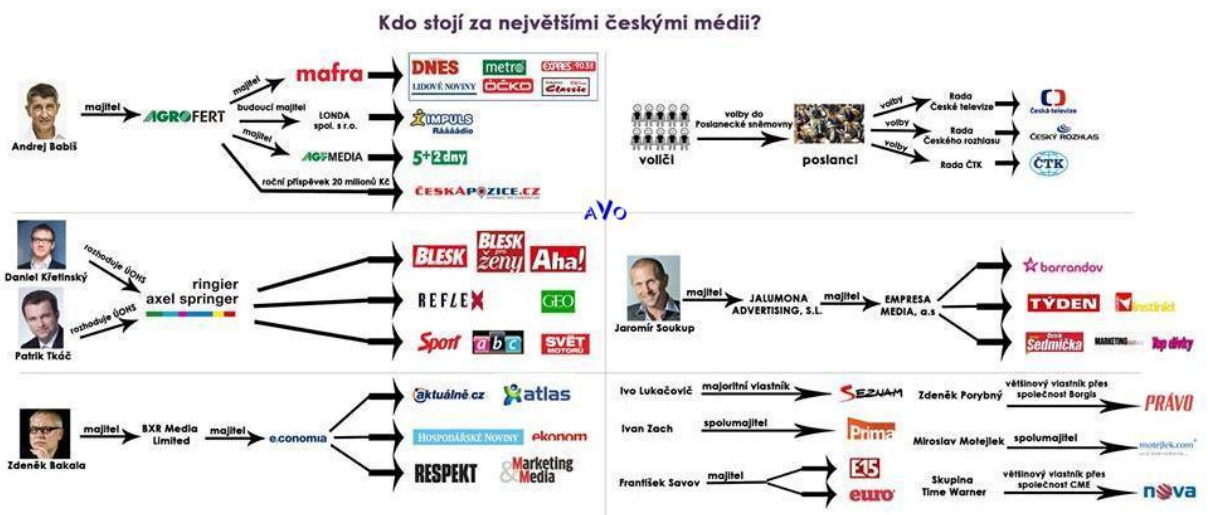 Kdo stojí za největšími českými médii?
Andrej Babiš
majitel
AGROFERT
majitel
mafra
DNES
metro
EXPRES 90.3 FM
LIDOVÉ NOVINY
ÓČKO
Classic
budoucí majitel
LONDA
spol. s r.o.
IMPULS
Ráááádio
majitel
AGF MEDIA
5+2dny
roční příspěvek 20 milionů Kč
ČESKÁPOZICE.CZ
voliči
volby do
Poslanecké sněmovny
poslanci
volby
Rada
České televize
Česká televize
volby
Rada
Českého rozhlasu
ČESKÝ ROZHLAS
volby
Rada ČTK
ČTK
AVO
Daniel Křetinský
rozhoduje ÚOHS
Patrik Tkáč
rozhoduje ÚOHS
ringier
axel springer
BLESK
BLESK
pro
ženy
Aha!
REFLEX
GEO
Sport
abc
SVĚT
MOTORŮ
Jaromír Soukup
majitel
JALUMONA
ADVERTISING, S.L.
majitel
EMPRESA
MEDIA, a.s
barrandov
TÝDEN
instinkt
Sedmička
MARKETING
Top dívky
Zdeněk Bakala
majitel
BXR Media
Limited
majitel
e.conomia
aktuálně.cz
atlas
HOSPODÁŘSKÉ NOVINY
ekonom
RESPEKT
Marketing
& Media
Ivo Lukačovič
majoritní vlastník
SEZNAM
Ivan Zach
spolumajitel
Prima
František Savov
majitel
E15
euro
Zdeněk Porybný
většinový vlastník přes
společnost Borgis
PRÁVO
Miroslav Motejlek
spolumajitel
motejlek.com
Skupina
Time Warner
většinový vlastník přes
společnost CME
nova